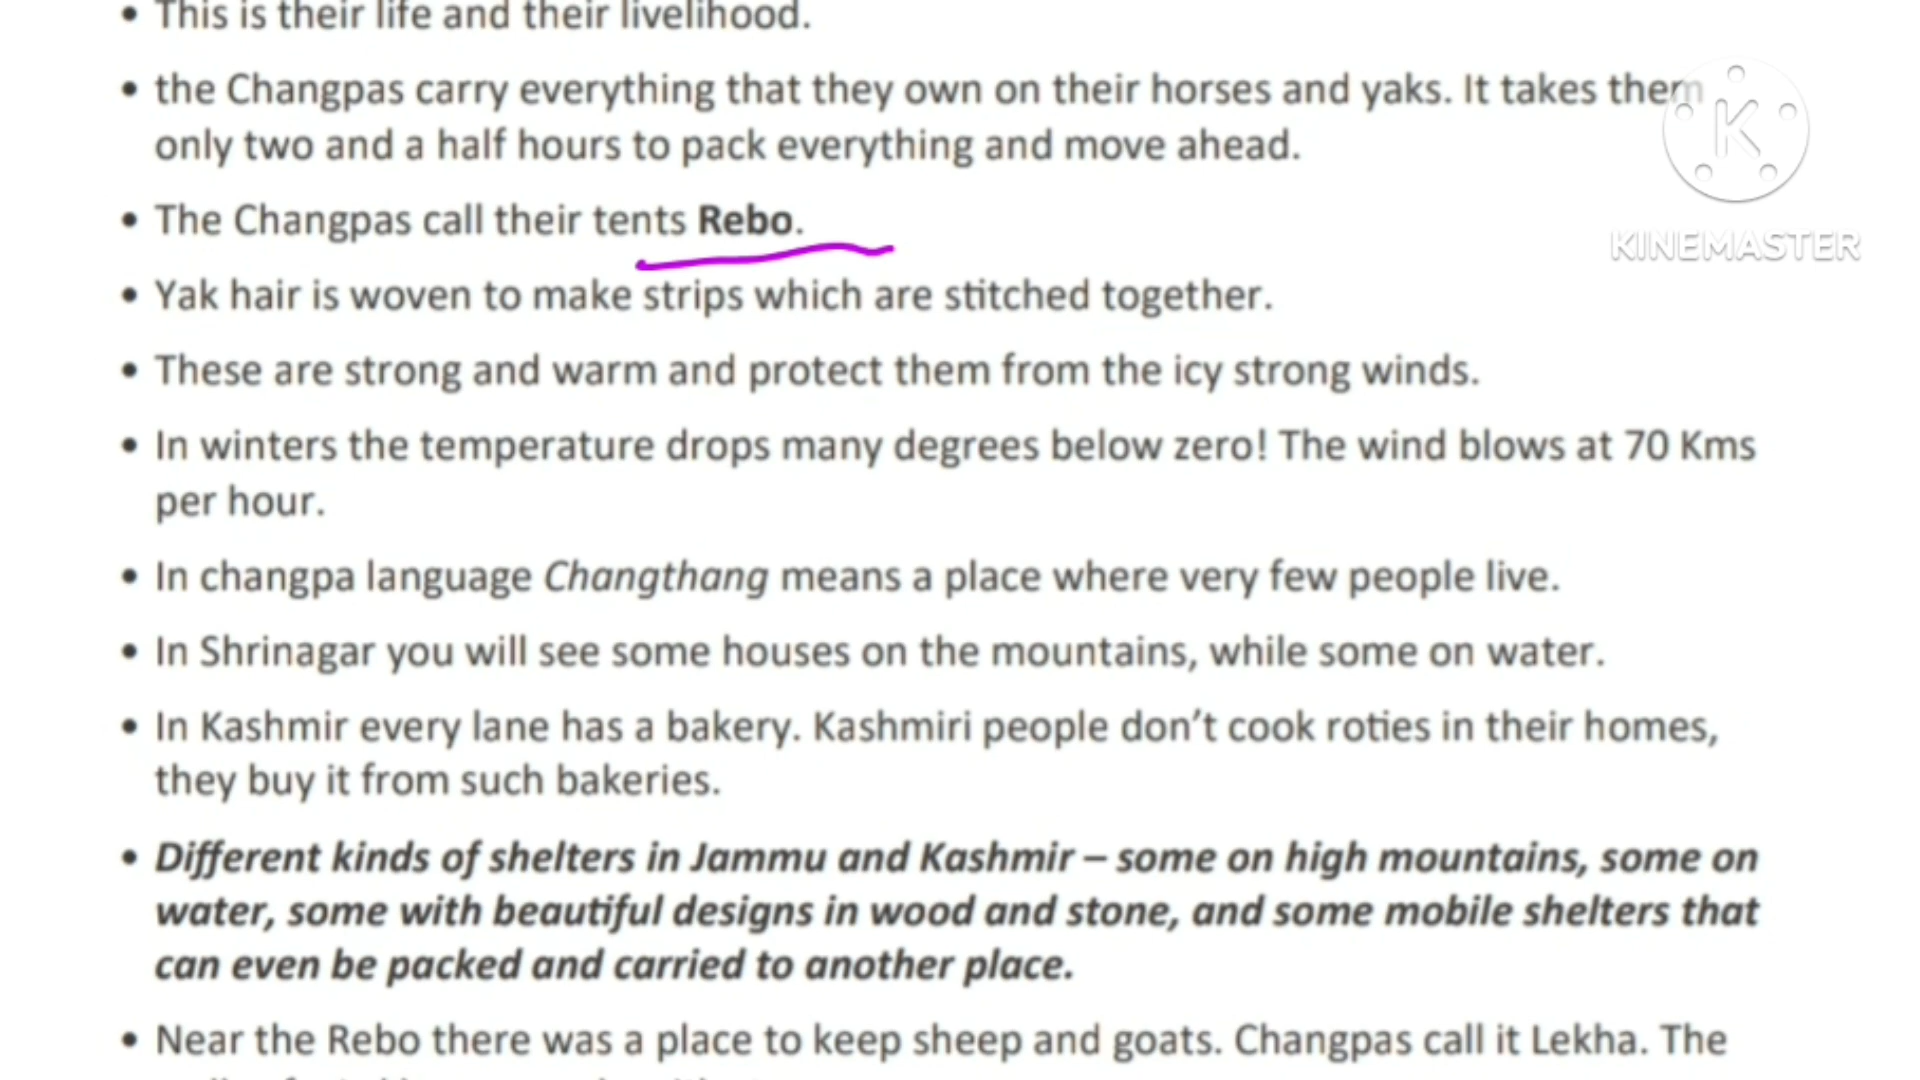 • This is their life and their livelihood.
• the Changpas carry everything that they own on their horses and yaks. It takes them
only two and a half hours to pack everything and move ahead.
• The Changpas call their tents Rebo.
• Yak hair is woven to make strips which are stitched together.
• These are strong and warm and protect them from the icy strong winds.
• In winters the temperature drops many degrees below zero! The wind blows at 70 Kms
per hour.
• In changpa language Changthang means a place where very few people live.
• In Shrinagar you will see some houses on the mountains, while some on water.
• In Kashmir every lane has a bakery. Kashmiri people don’t cook roties in their homes,
they buy it from such bakeries.
• Different kinds of shelters in Jammu and Kashmir – some on high mountains, some on
water, some with beautiful designs in wood and stone, and some mobile shelters that
can even be packed and carried to another place.
• Near the Rebo there was a place to keep sheep and goats. Changpas call it Lekha. The
K
KINEMASTER